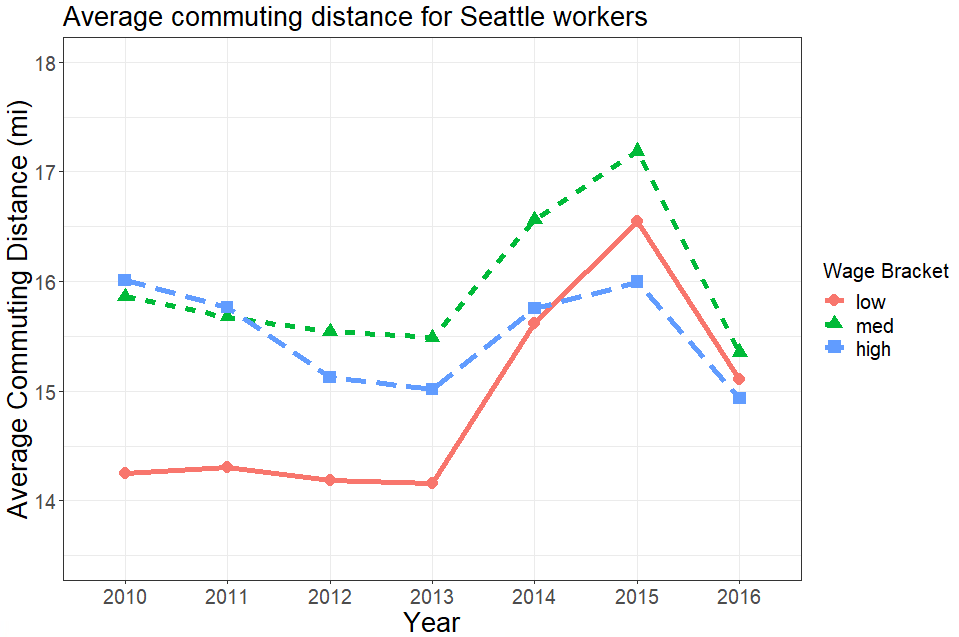 Average commuting distance for Seattle workers
Average Commuting Distance (mi)
18
17
16
15
14
2010 2011 2012 2013 2014 2015 2016
Year
Wage Bracket
low
med
high